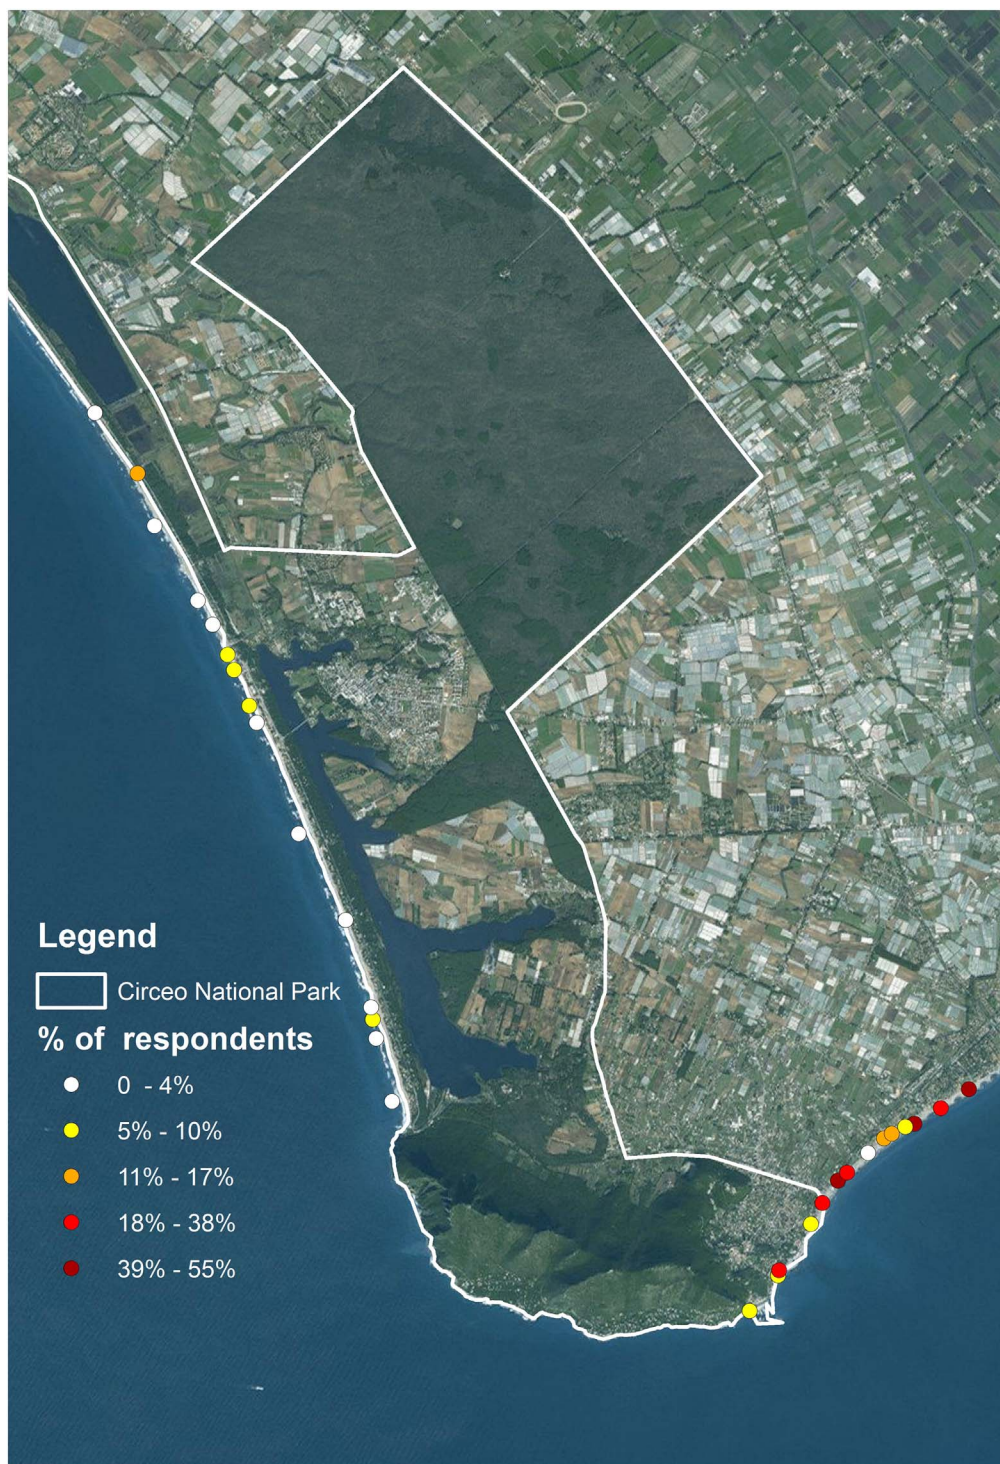 Legend
Circeo National Park
% of respondents
0 - 4%
5% - 10%
11% - 17%
18% - 38%
39% - 55%